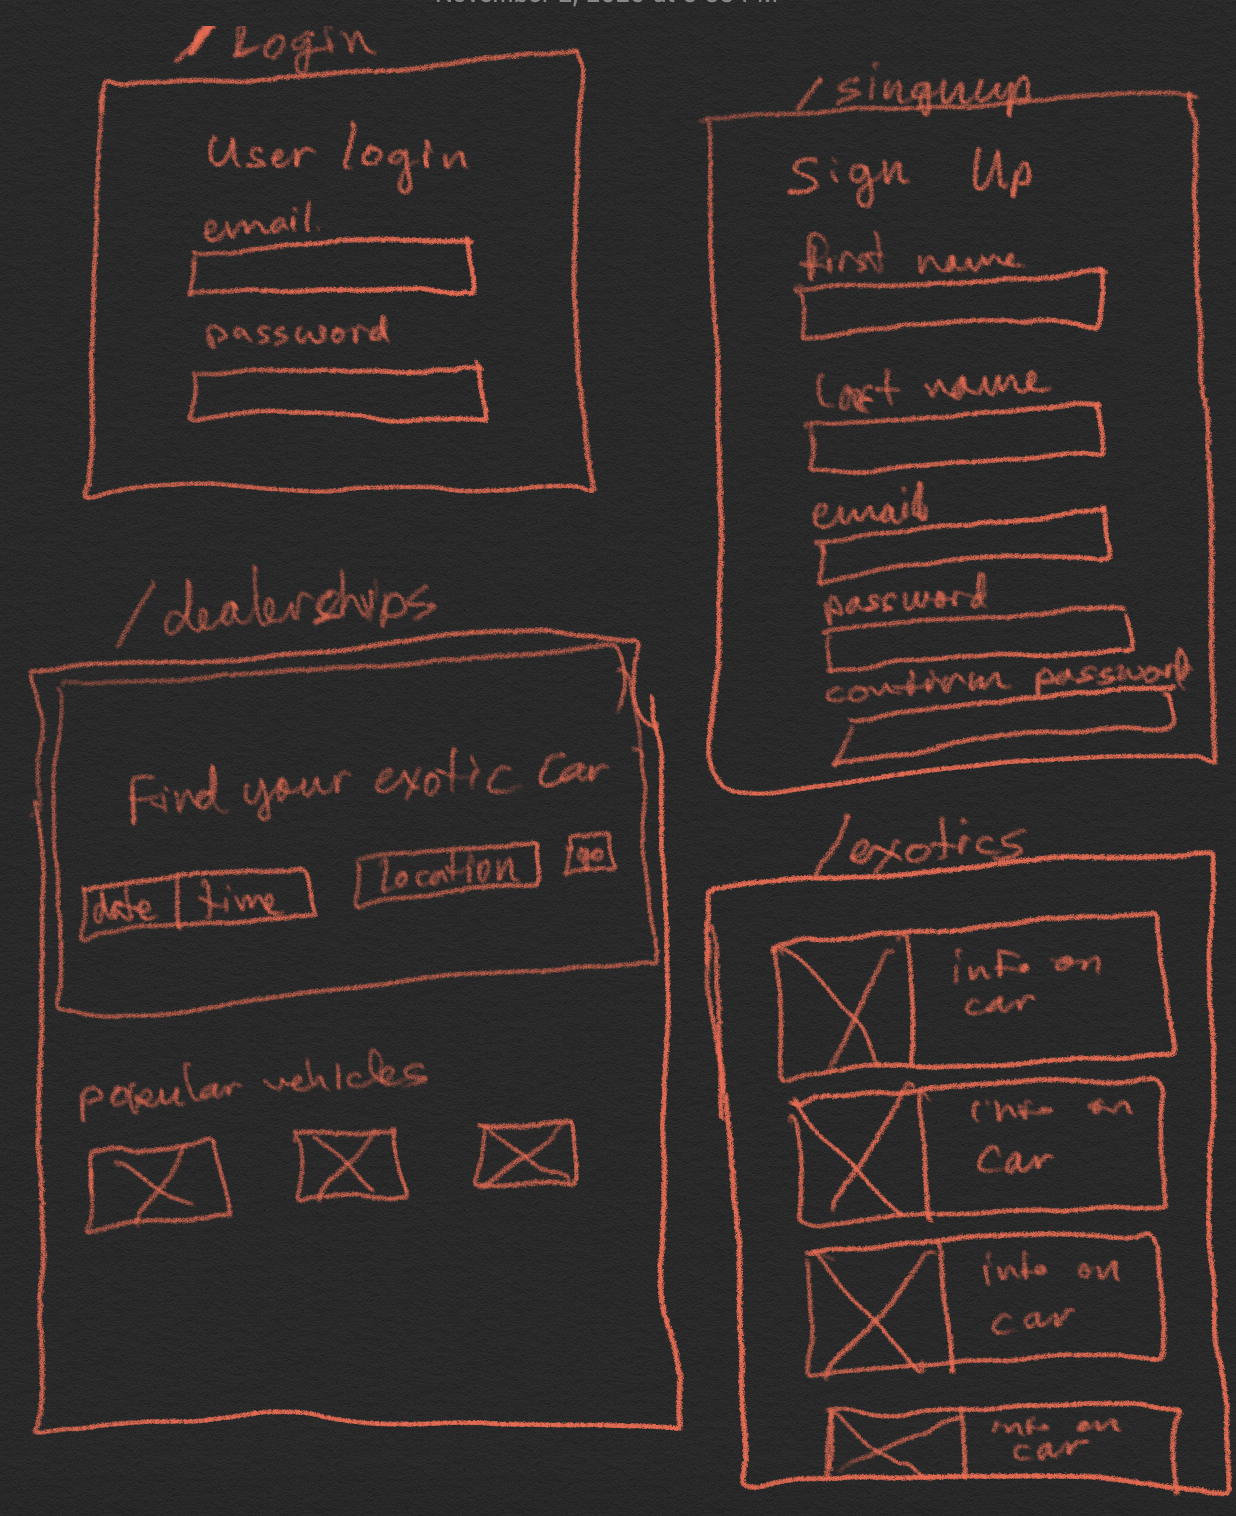 /Login
User login
email
password
/singnup
Sign Up
first name
last name
email
password
confirm password
/dealerships
Find your exotic car
date time location go
popular vehicles
/exotics
info on
car
info on
car
info on
car
info on
car